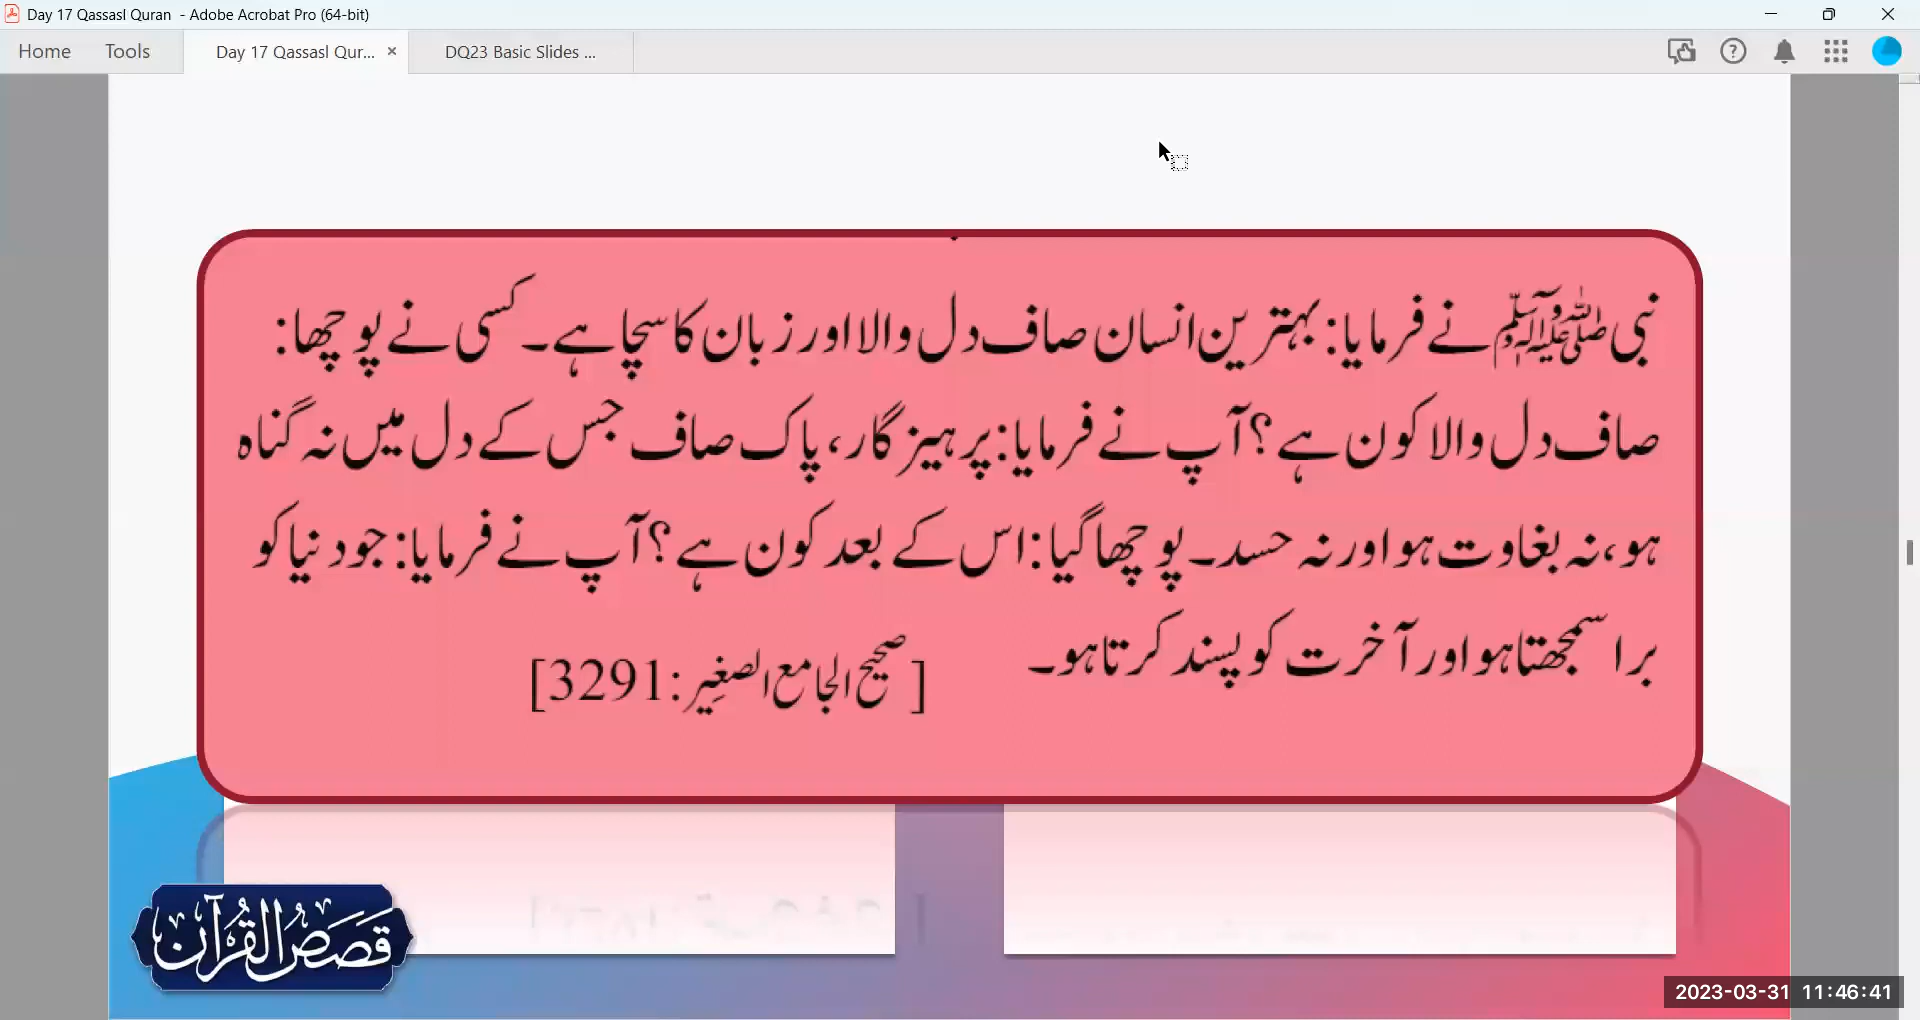 Day 17 Qassasl Quran - Adobe Acrobat Pro (64-bit)
Home Tools Day 17 Qassasl Qur... × DQ23 Basic Slides ...
نبی ﷺ نے فرمایا: بہترین انسان صاف دل والا اور زبان کا سچا ہے۔ کسی نے پوچھا:
صاف دل والا کون ہے؟ آپ نے فرمایا: پرہیز گار، پاک صاف جس کے دل میں نہ گناہ
ہو، نہ بغاوت ہو اور نہ حسد۔ پوچھا گیا: اس کے بعد کون ہے؟ آپ نے فرمایا: جو دنیا کو
برا سمجھتا ہو اور آخرت کو پسند کرتا ہو۔
[صحیح الجامع الصغیر: 3291]
قصص القرآن
2023-03-31 11:46:41